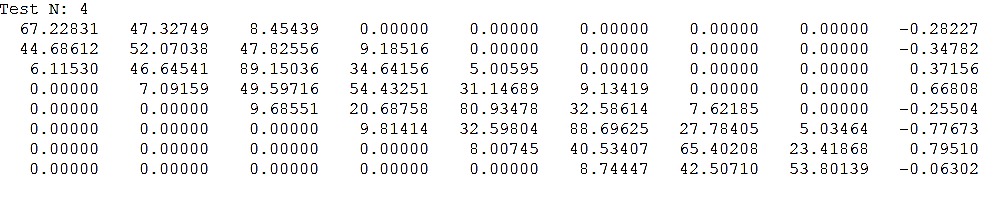 Test N: 4
67.22831 47.32749 8.45439 0.00000 0.00000 0.00000 0.00000 0.00000 -0.28227
44.68612 52.07038 47.82556 9.18516 0.00000 0.00000 0.00000 0.00000 -0.34782
6.11530 46.64541 89.15036 34.64156 5.00595 0.00000 0.00000 0.00000 0.37156
0.00000 7.09159 49.59716 54.43251 31.14689 9.13419 0.00000 0.00000 0.66808
0.00000 0.00000 9.68551 20.68758 80.93478 32.58614 7.62185 0.00000 -0.25504
0.00000 0.00000 0.00000 9.81414 32.59804 88.69625 27.78405 5.03464 -0.77673
0.00000 0.00000 0.00000 0.00000 8.00745 40.53407 65.40208 23.41868 0.79510
0.00000 0.00000 0.00000 0.00000 0.00000 8.74447 42.50710 53.80139 -0.06302